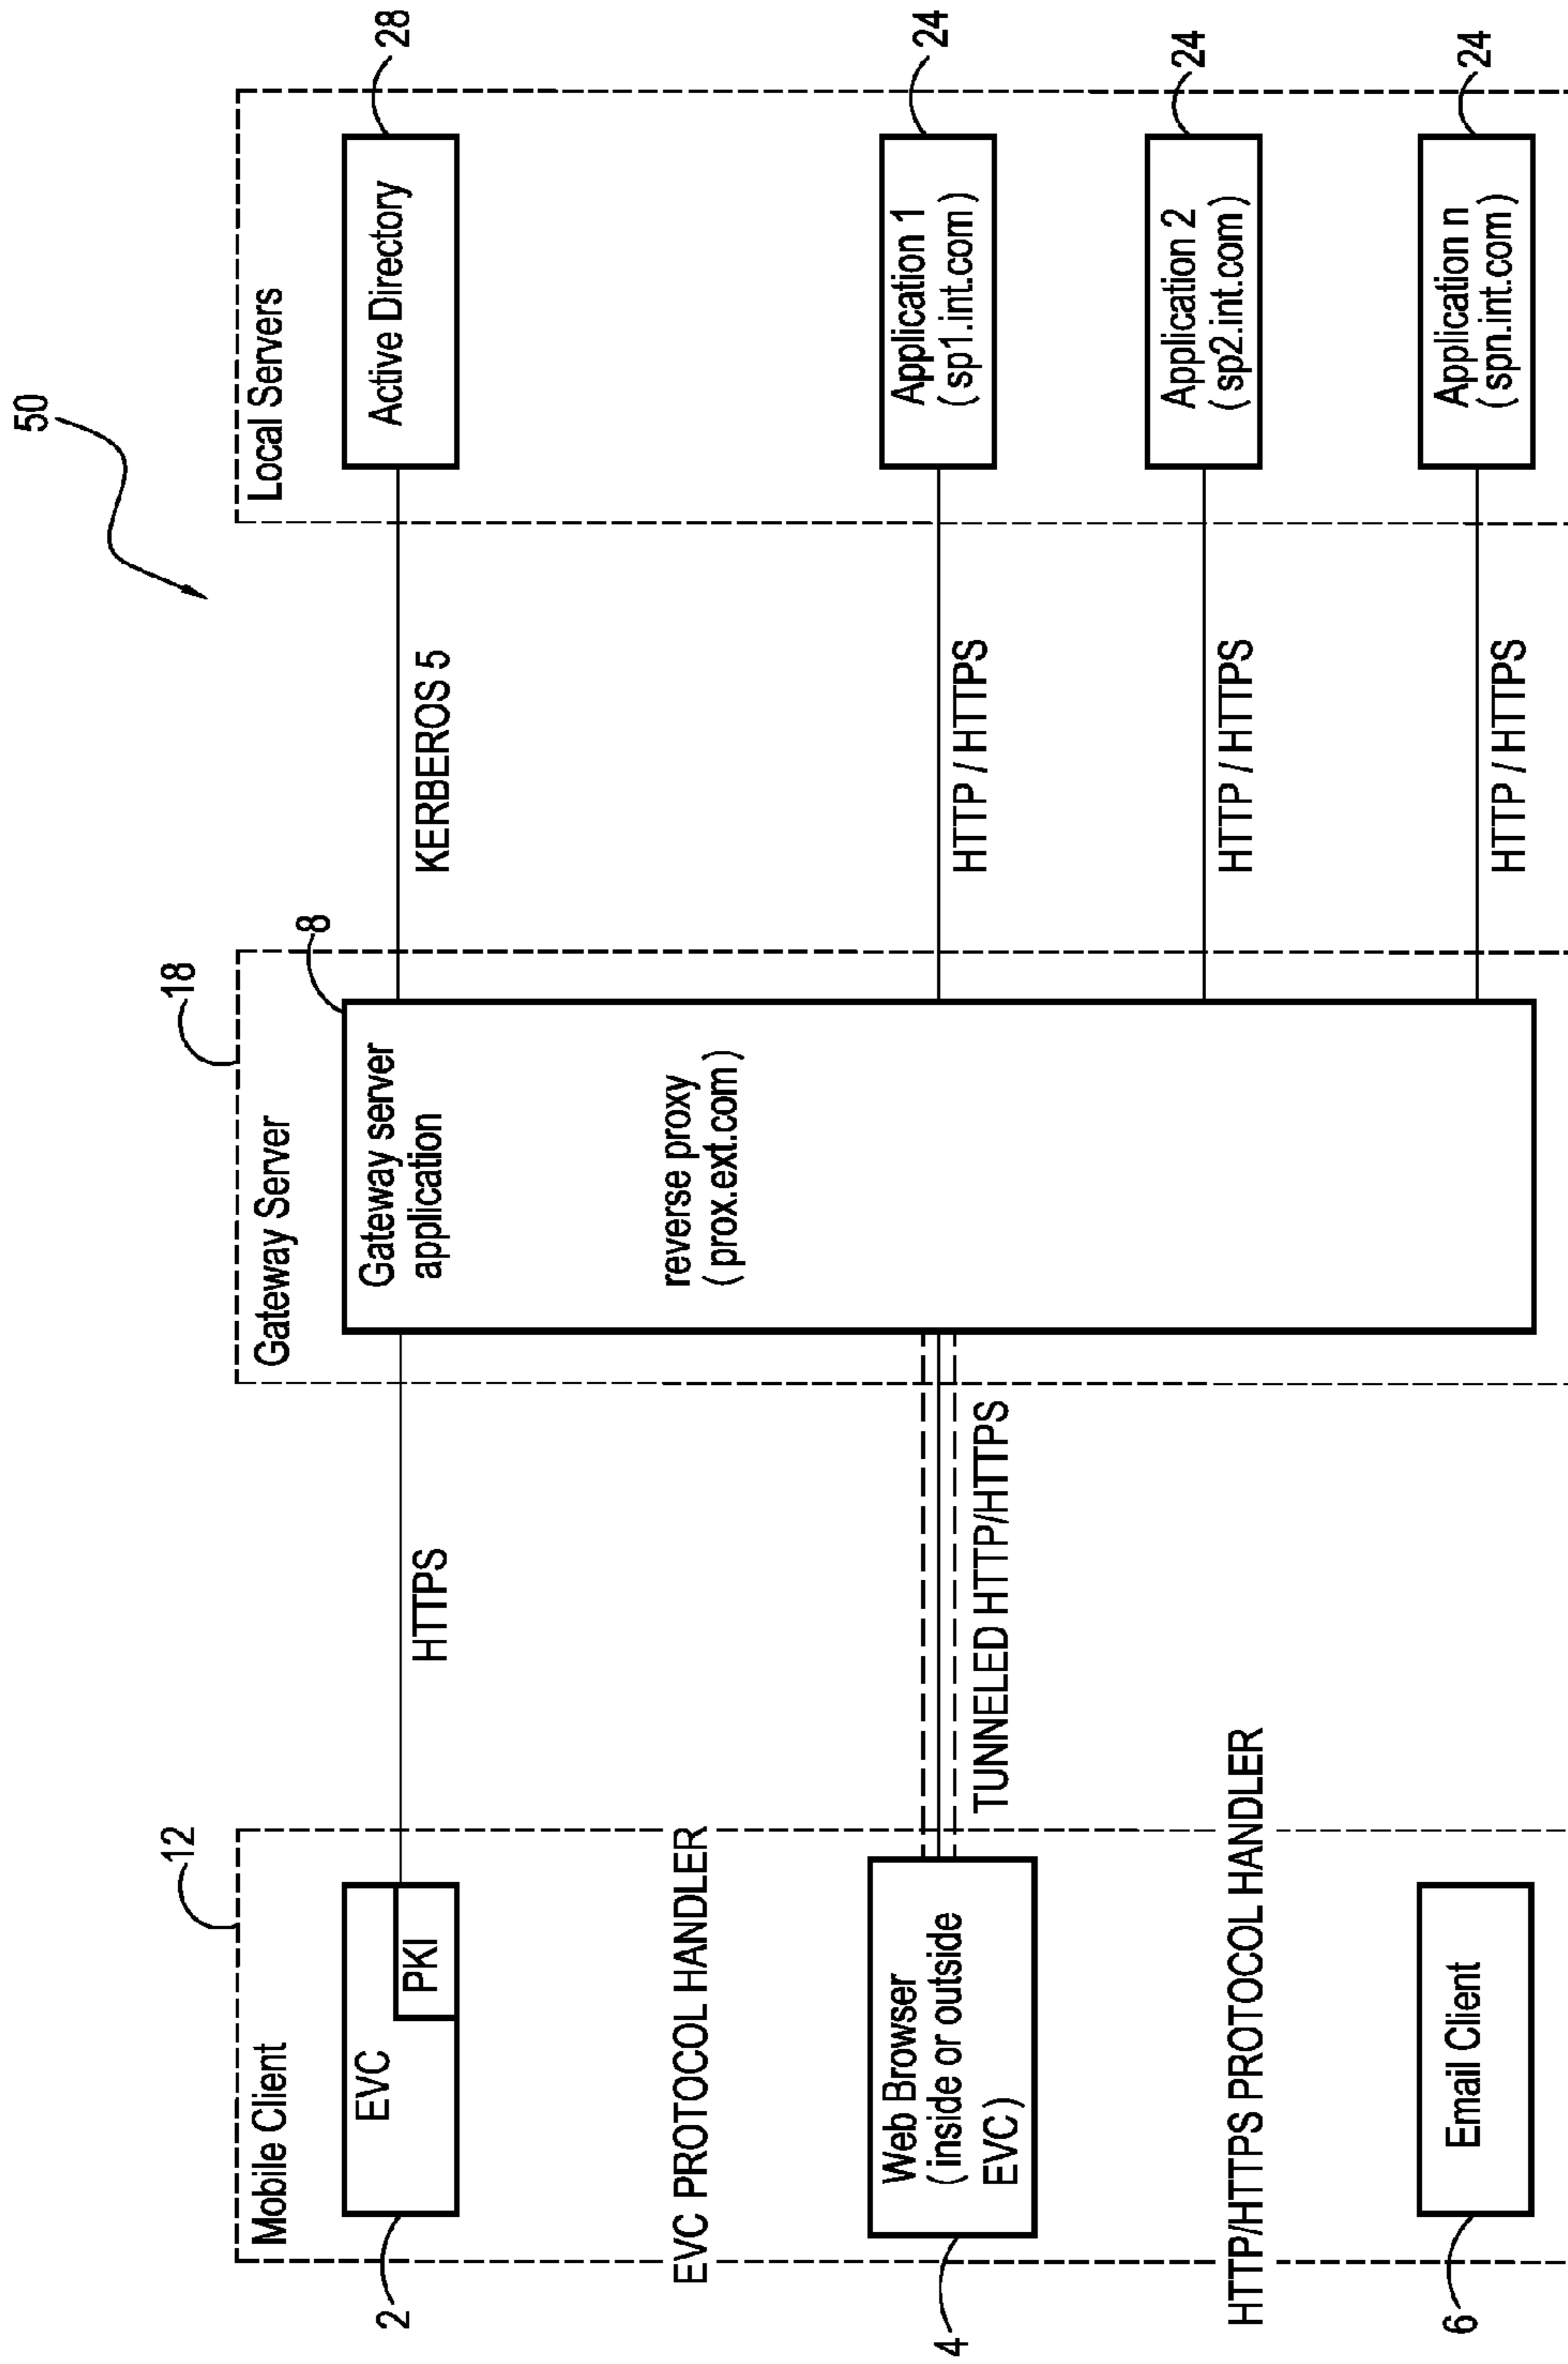 50
12
Mobile Client
EVC
PKI
2
EVC PROTOCOL HANDLER
Web Browser
(inside or outside
EVC)
4
HTTP/HTTPS PROTOCOL HANDLER
Email Client
6
HTTPS
TUNNELED HTTP/HTTPS
18
Gateway Server
8
Gateway server
application
reverse proxy
(prox.ext.com)
KERBEROS 5
HTTP / HTTPS
HTTP / HTTPS
HTTP / HTTPS
Local Servers
Active Directory
28
Application 1
(sp1.int.com)
24
Application 2
(sp2.int.com)
24
Application n
(spn.int.com)
24